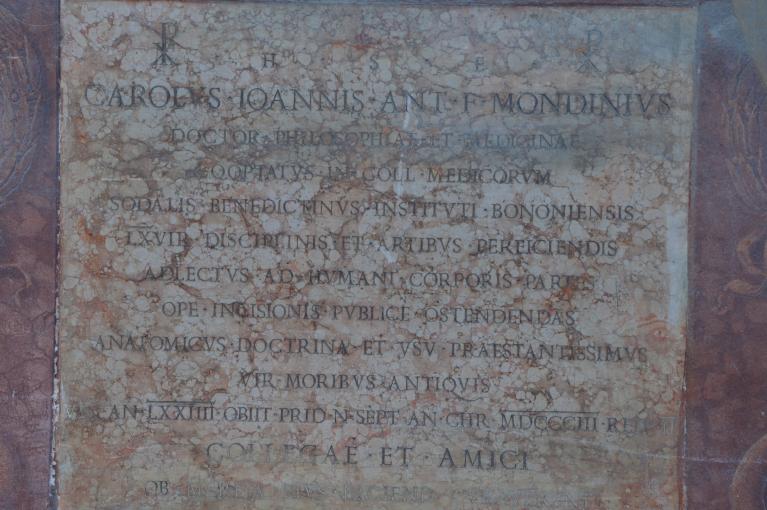 H S E
CAROLVS · IOANNIS · ANT · F · MONDINIVS
DOCTOR · PHILOSOPHIAE · ET · MEDICINAE
COOPTATVS · IN · COLL · MEDICORVM
SODALIS · BENEDICTINVS · INSTITVTI · BONONIENSIS
LXVIR · DISCIPLINIS · ET · ARTIBVS · PERFICIENDIS
ADLECTVS · AD · HVMANI · CORPORIS · PARTES
OPE · INCISIONIS · PVBLICE · OSTENDENDAS
ANATOMICVS · DOCTRINA · ET · VSV · PRAESTANTISSIMVS
VIR · MORIBVS · ANTIQVIS
AN · LXXIIII · OBIIT · PRID · N · SEPT · AN · CHR · MDCCCIII
COLLEGAE · ET · AMICI
OB